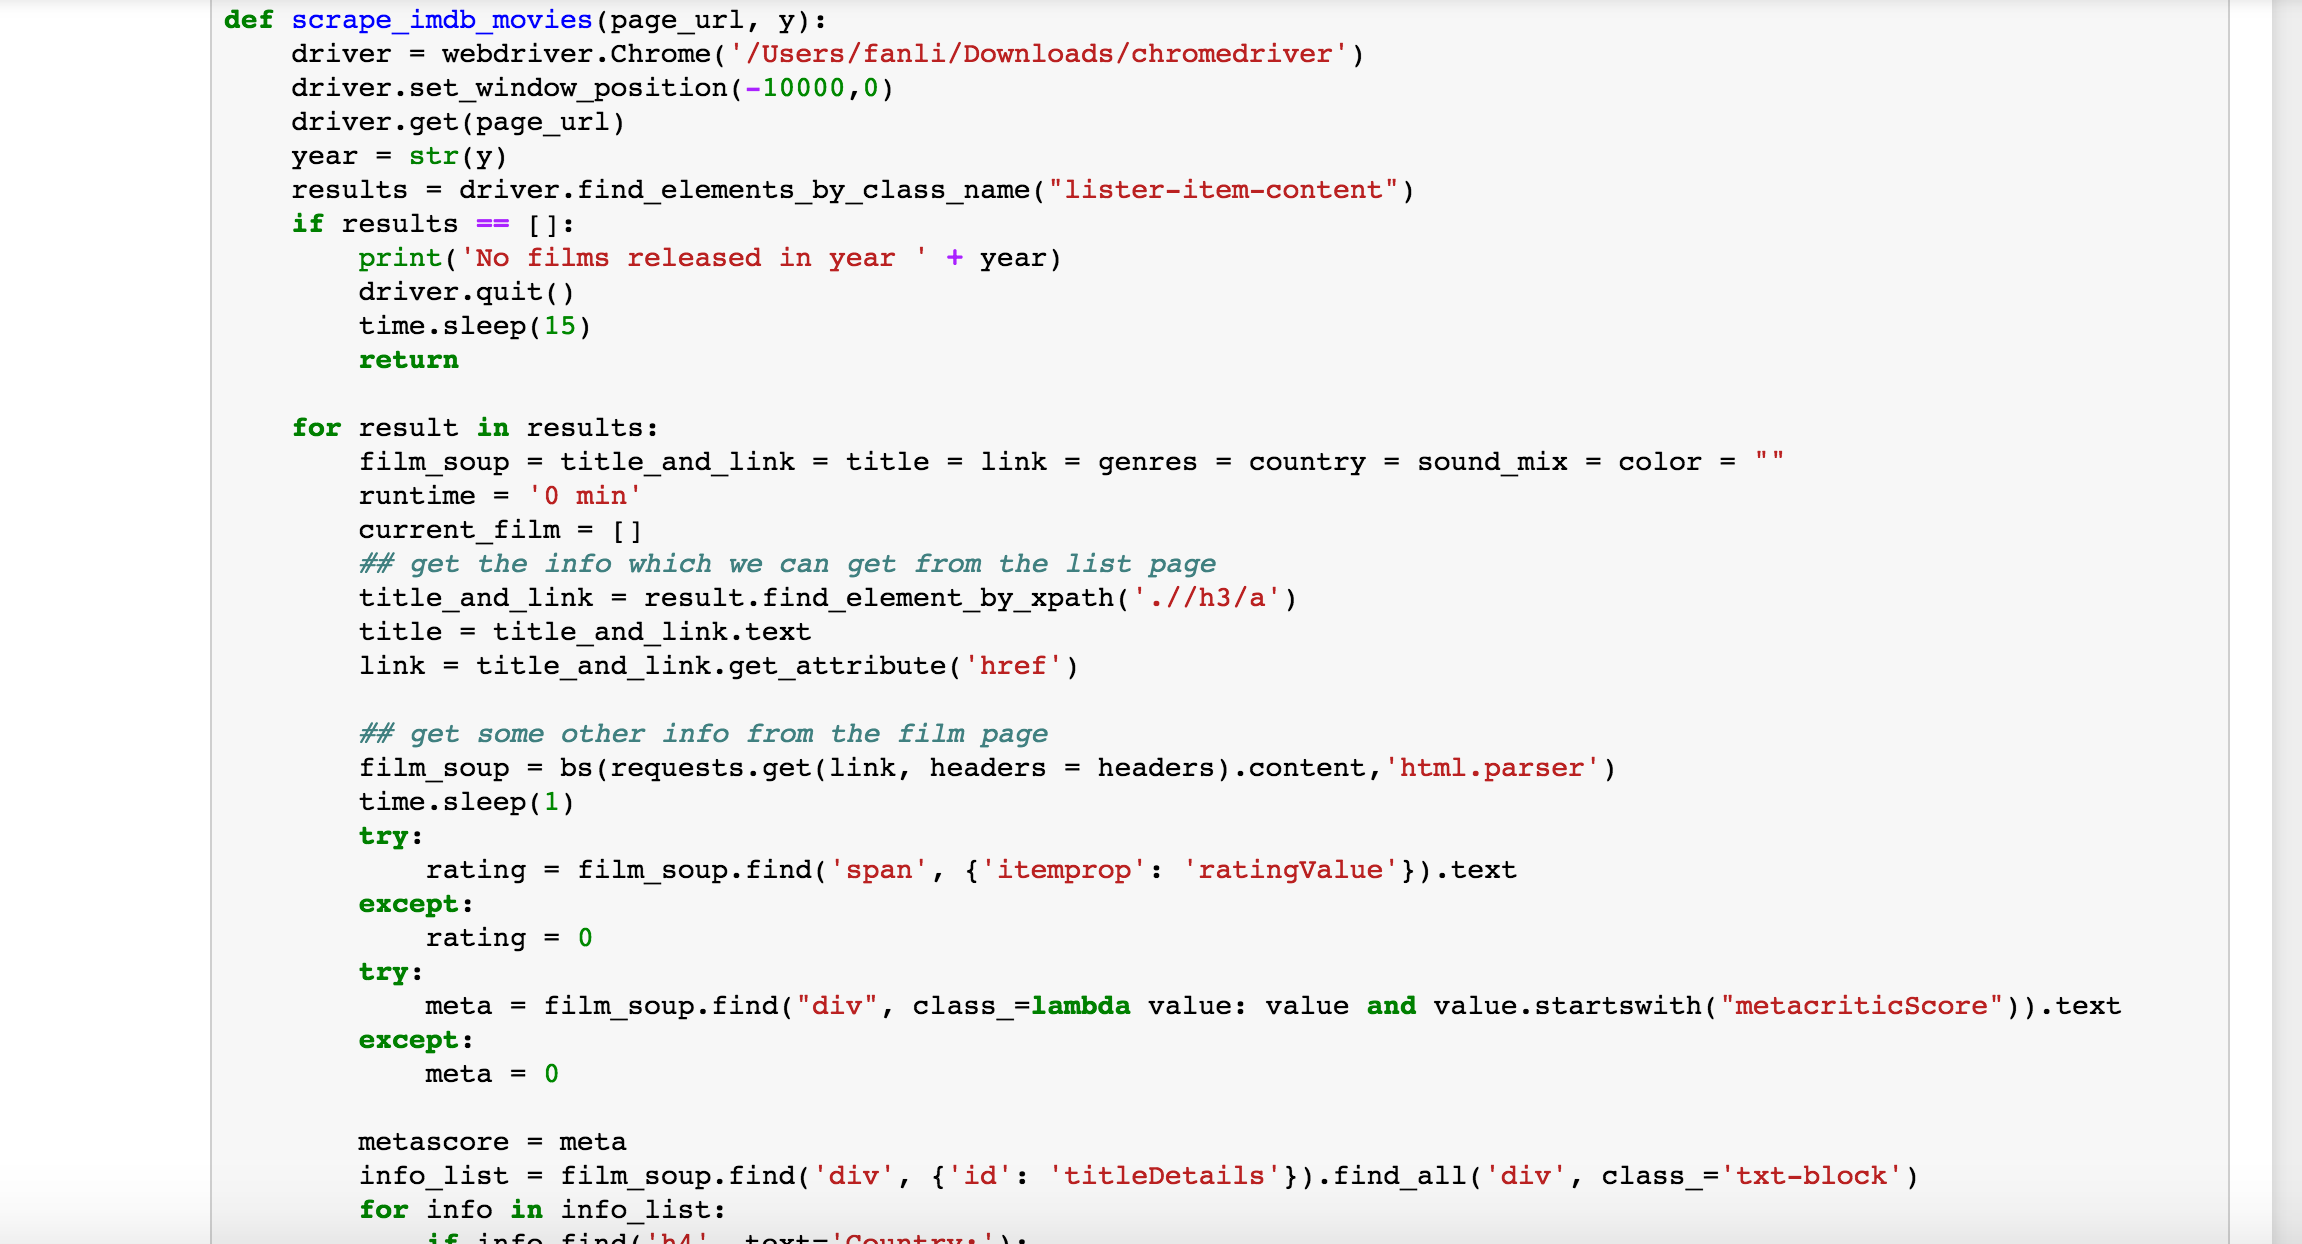 def scrape_imdb_movies(page_url, y):
    driver = webdriver.Chrome('/Users/fanli/Downloads/chromedriver')
    driver.set_window_position(-10000,0)
    driver.get(page_url)
    year = str(y)
    results = driver.find_elements_by_class_name("lister-item-content")
    if results == []:
        print('No films released in year ' + year)
        driver.quit()
        time.sleep(15)
        return

    for result in results:
        film_soup = title_and_link = title = link = genres = country = sound_mix = color = ""
        runtime = '0 min'
        current_film = []
        ## get the info which we can get from the list page
        title_and_link = result.find_element_by_xpath('.//h3/a')
        title = title_and_link.text
        link = title_and_link.get_attribute('href')

        ## get some other info from the film page
        film_soup = bs(requests.get(link, headers = headers).content,'html.parser')
        time.sleep(1)
        try:
            rating = film_soup.find('span', {'itemprop': 'ratingValue'}).text
        except:
            rating = 0
        try:
            meta = film_soup.find("div", class_=lambda value: value and value.startswith("metacriticScore")).text
        except:
            meta = 0

        metascore = meta
        info_list = film_soup.find('div', {'id': 'titleDetails'}).find_all('div', class_='txt-block')
        for info in info_list:
            if info.find('h4', text='Country:'):